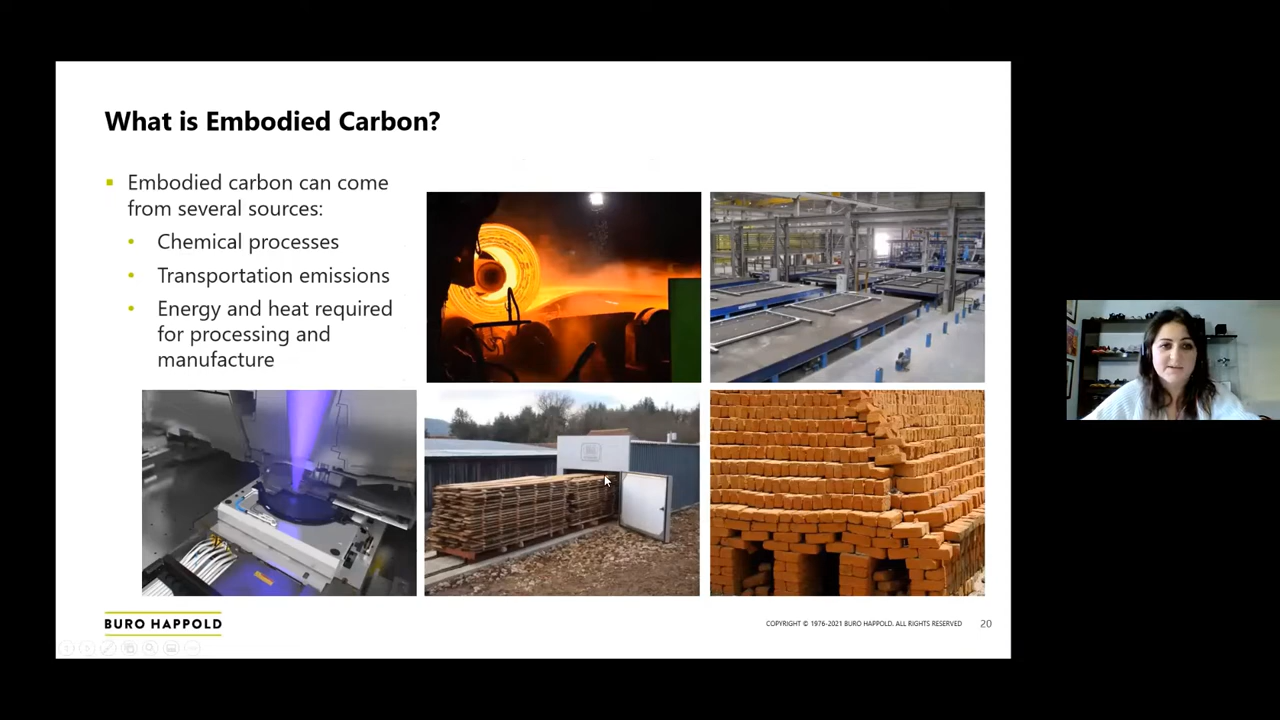 What is Embodied Carbon?
Embodied carbon can come
from several sources:
Chemical processes
Transportation emissions
Energy and heat required
for processing and
manufacture
BURO HAPPOLD
COPYRIGHT © 1976-2021 BURO HAPPOLD. ALL RIGHTS RESERVED
20